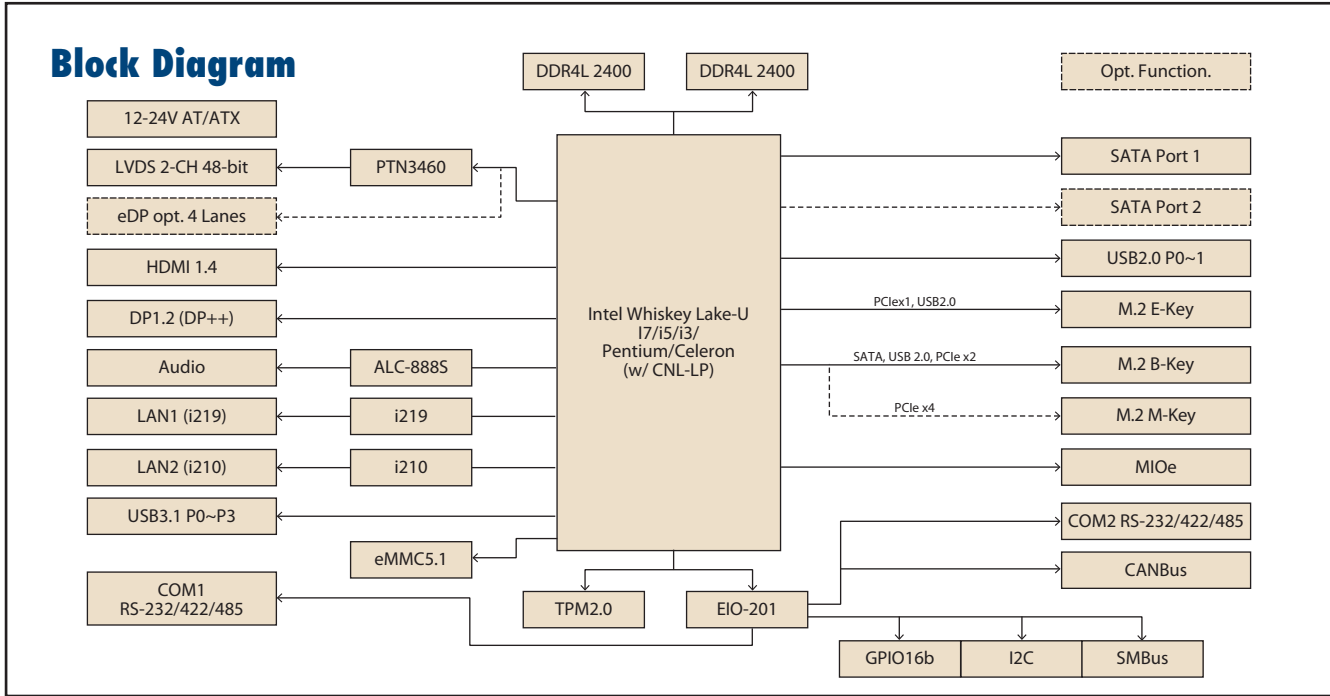 Block Diagram
DDR4L 2400
DDR4L 2400
Opt. Function.
12-24V AT/ATX
LVDS 2-CH 48-bit
PTN3460
eDP opt. 4 Lanes
HDMI 1.4
DP1.2 (DP++)
Audio
ALC-888S
LAN1 (i219)
i219
LAN2 (i210)
i210
USB3.1 P0~P3
eMMC5.1
COM1
RS-232/422/485
Intel Whiskey Lake-U
I7/i5/i3/
Pentium/Celeron
(w/ CNL-LP)
TPM2.0
EIO-201
SATA Port 1
SATA Port 2
USB2.0 P0~1
PCIex1, USB2.0
M.2 E-Key
SATA, USB 2.0, PCIe x2
M.2 B-Key
PCIe x4
M.2 M-Key
MIOe
COM2 RS-232/422/485
CANBus
GPIO16b
I2C
SMBus